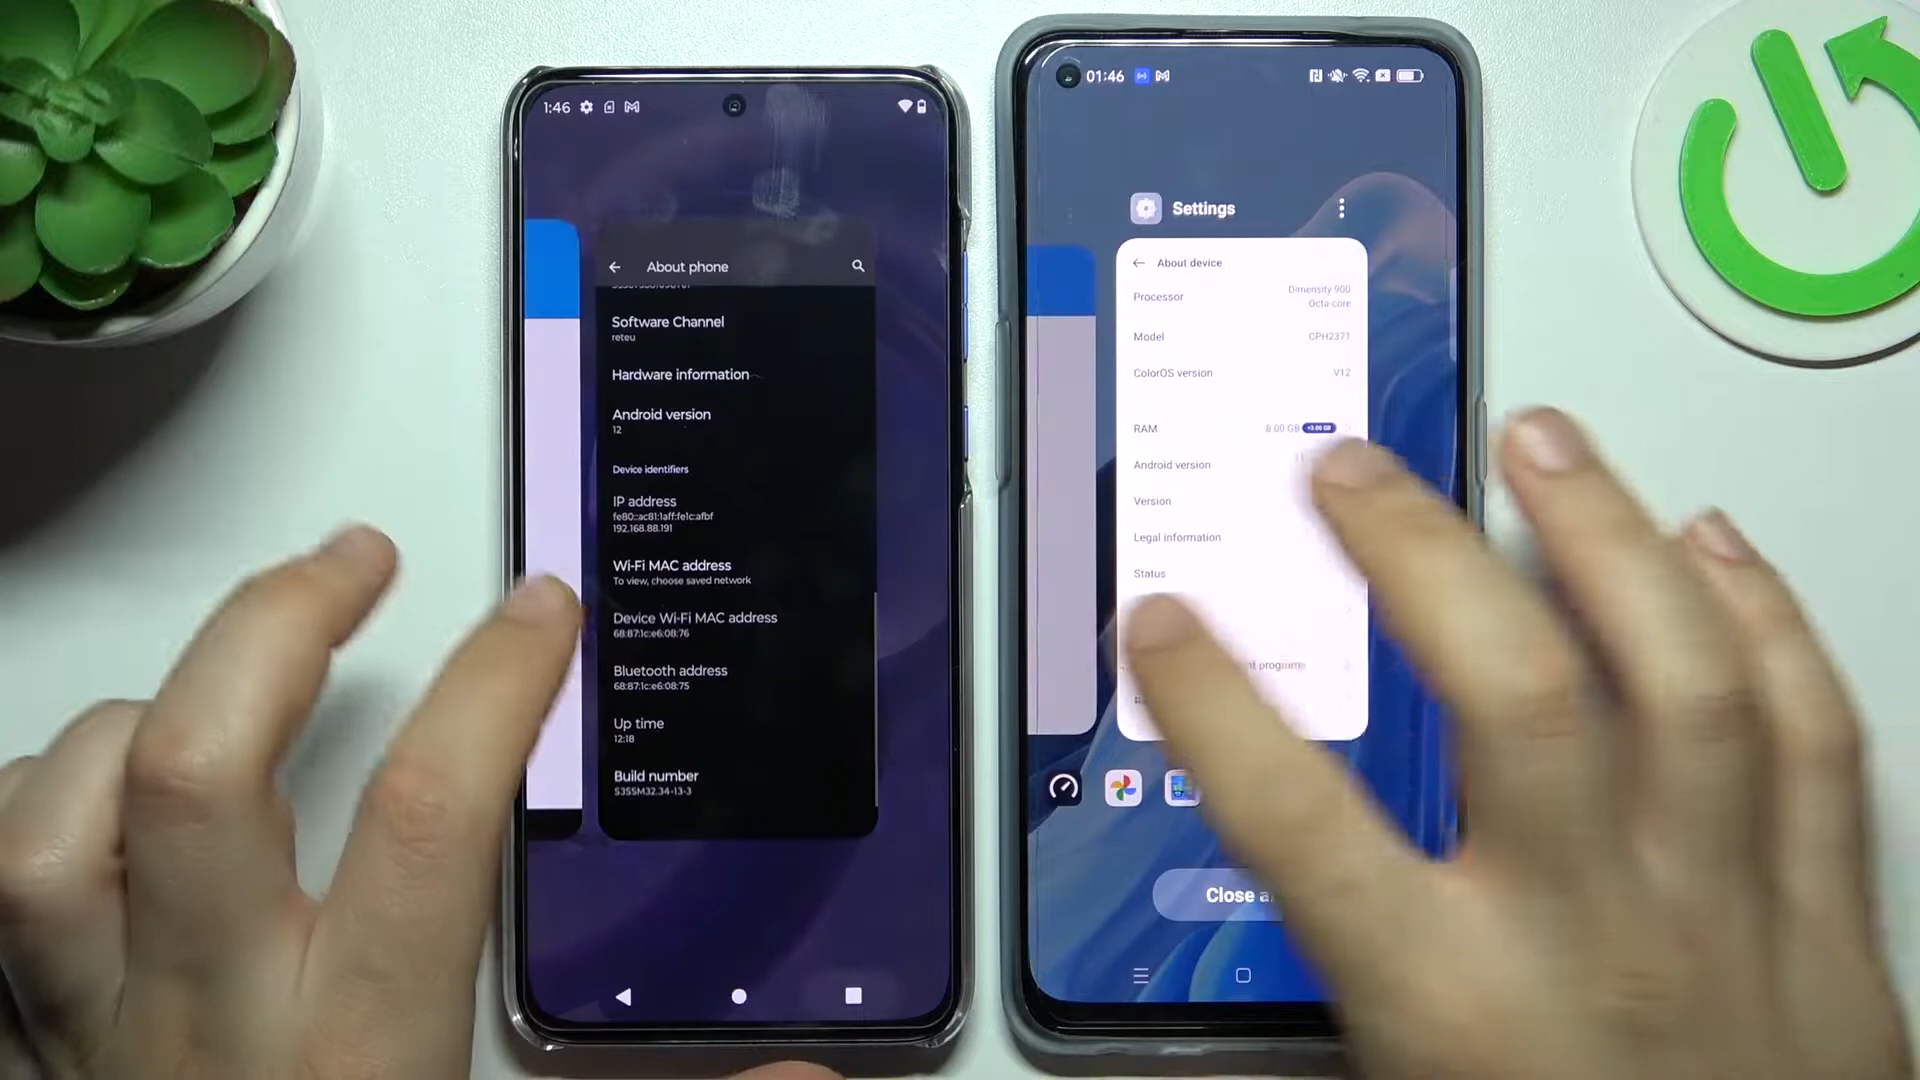 1:46
About phone
Software Channel
reteu
Hardware information
Android version
12
Device identifiers
IP address
fe80::ac81:1aff:fe1c:afbf
192.168.88.191
Wi-Fi MAC address
To view, choose saved network
Device Wi-Fi MAC address
68:87:1c:e6:08:76
Bluetooth address
68:87:1c:e6:08:75
Up time
12:18
Build number
S3SSM32.34-13-3
01:46
Settings
About device
Processor
Dimensity 900
Octa-core
Model
CPH2371
ColorOS version
V12
RAM
8.00 GB
+3.00 GB
Android version
Version
Legal information
Status
programs
Close